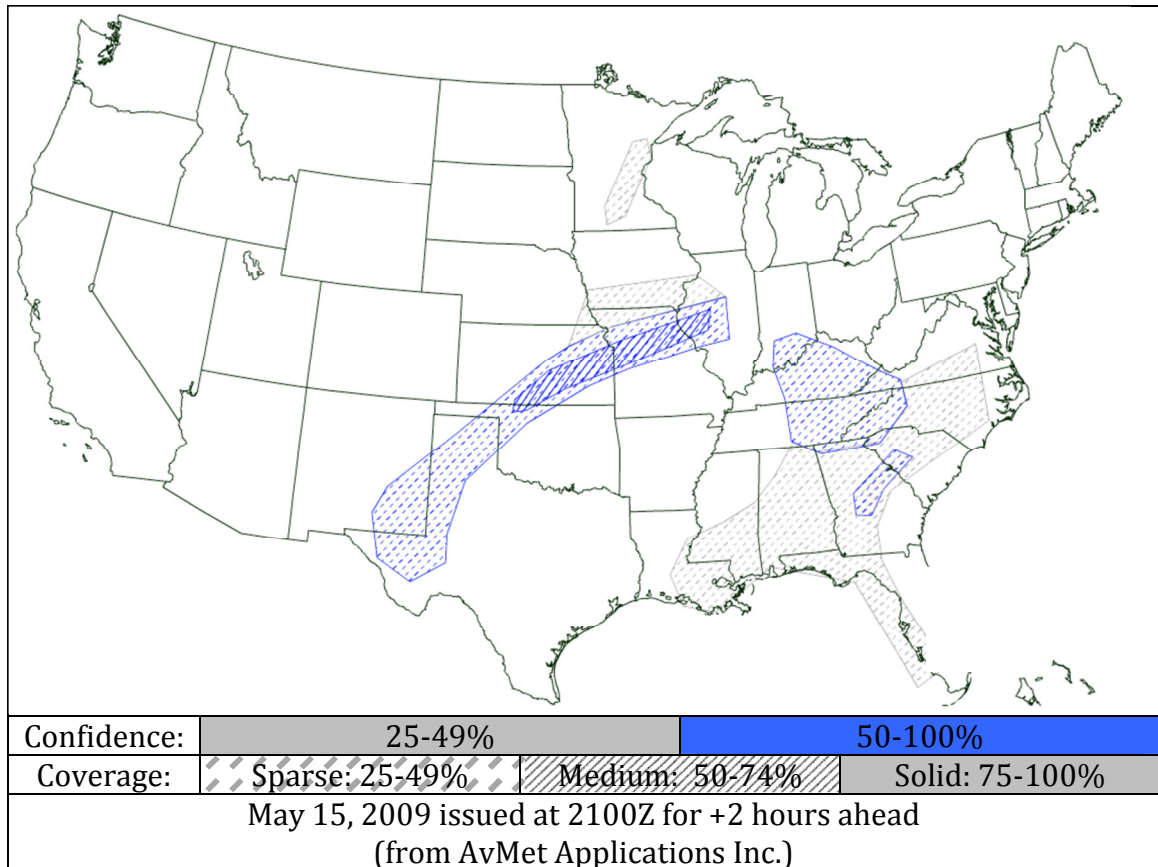 Confidence: 25-49% 50-100%
Coverage: Sparse: 25-49% Medium: 50-74% Solid: 75-100%
May 15, 2009 issued at 2100Z for +2 hours ahead
(from AvMet Applications Inc.)